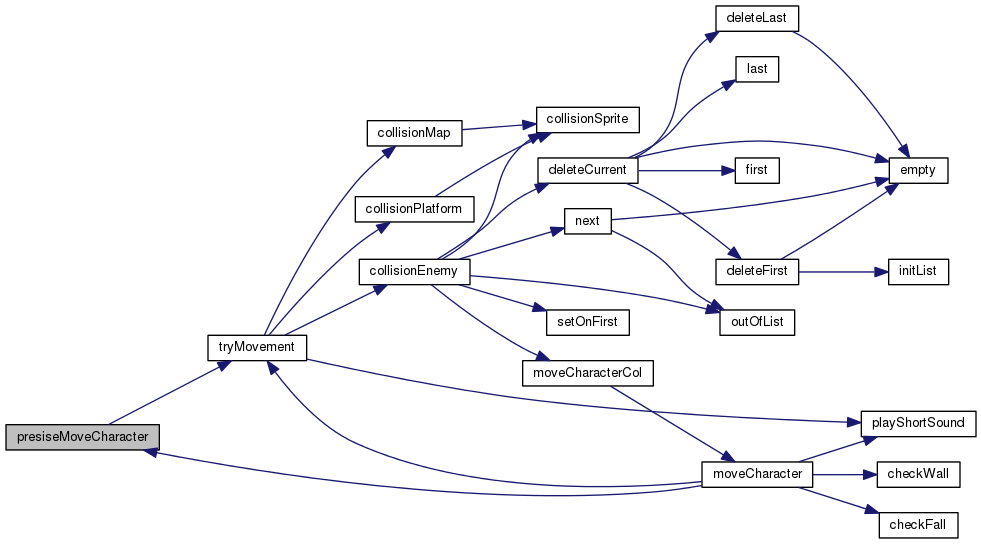 deleteLast
last
collisionSprite
collisionMap
deleteCurrent
first
empty
collisionPlatform
next
collisionEnemy
deleteFirst
initList
setOnFirst
outOfList
tryMovement
moveCharacterCol
playShortSound
presiseMoveCharacter
moveCharacter
checkWall
checkFall